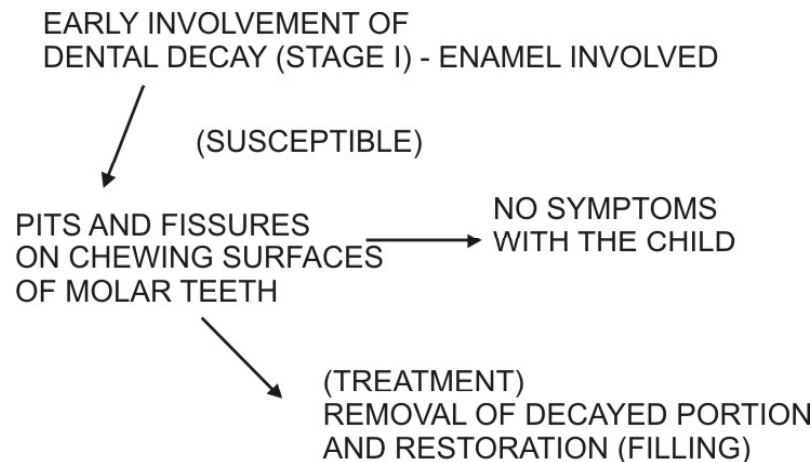 EARLY INVOLVEMENT OF
DENTAL DECAY (STAGE I) - ENAMEL INVOLVED
(SUSCEPTIBLE)
PITS AND FISSURES
ON CHEWING SURFACES
OF MOLAR TEETH
NO SYMPTOMS
WITH THE CHILD
(TREATMENT)
REMOVAL OF DECAYED PORTION
AND RESTORATION (FILLING)